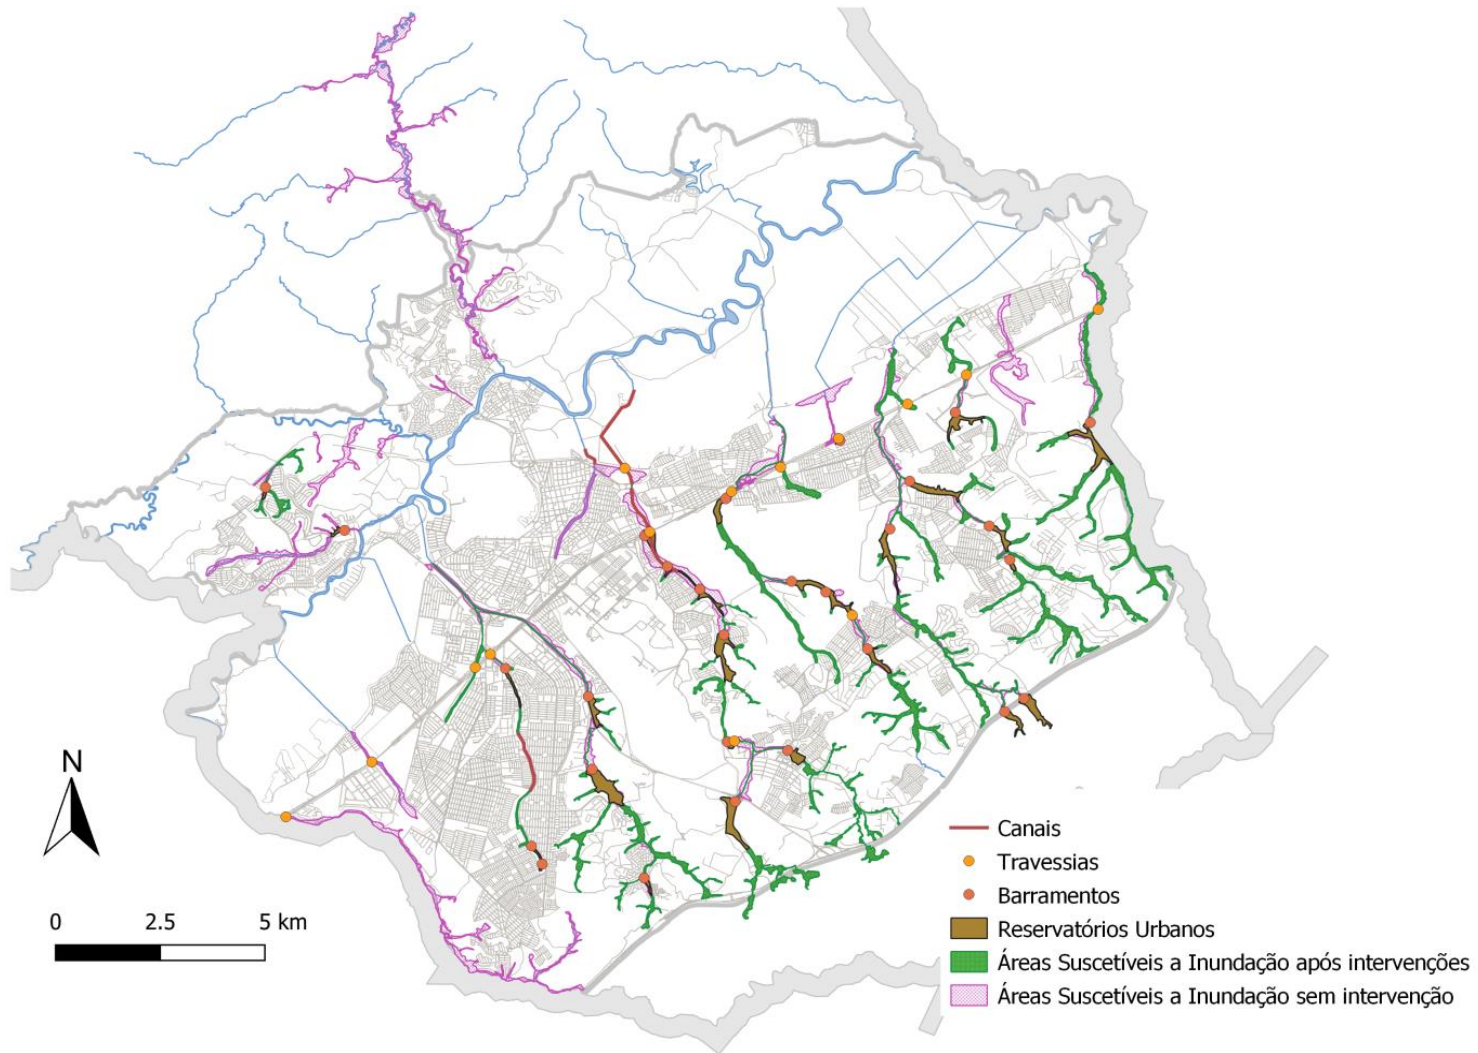 N
0 2.5 5 km
Canais
Travessias
Barramentos
Reservatórios Urbanos
Áreas Suscetíveis a Inundação após intervenções
Áreas Suscetíveis a Inundação sem intervenção